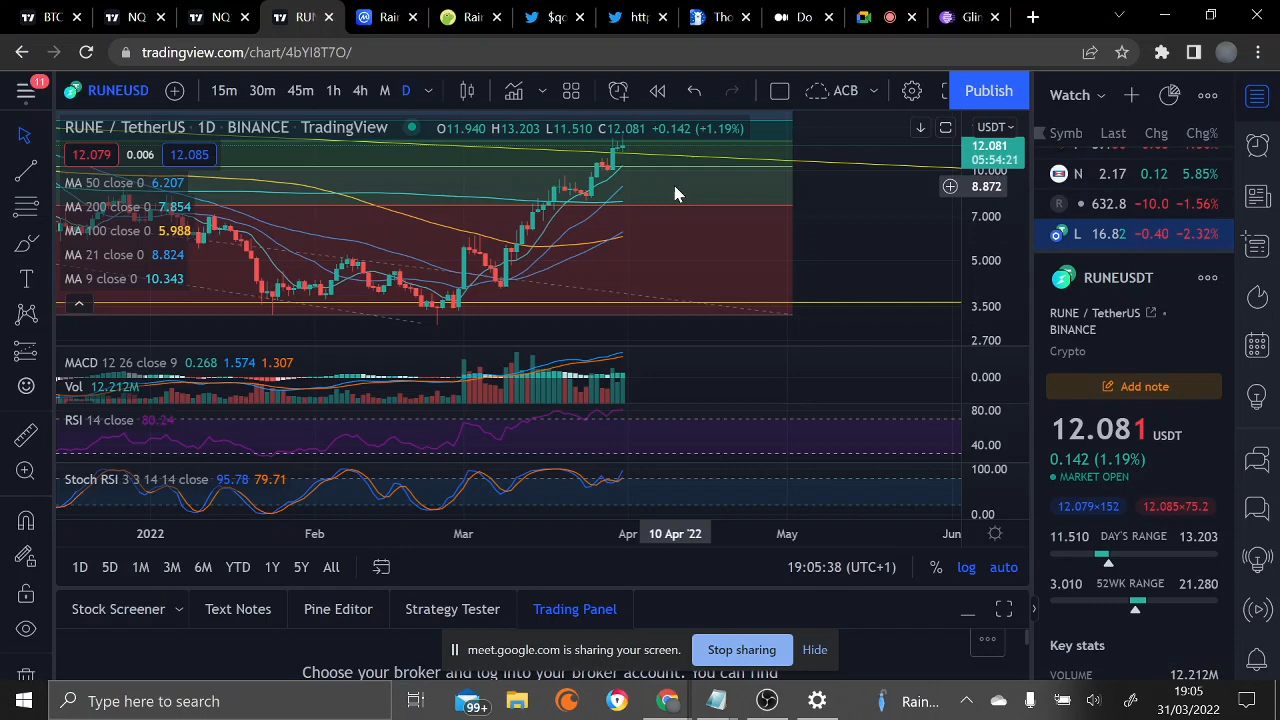 BTC
NQ
NQ
RUN
Rai
Rain
$qc
http
Tho
Do
Glin
tradingview.com/chart/4bYI8T7O/
11
RUNEUSD
15m 30m 45m 1h 4h M D
ACB
Publish
Watch
RUNE / TetherUS · 1D · BINANCE · TradingView
O11.940 H13.203 L11.510 C12.081 +0.142 (+1.19%)
USDT
Symb Last Chg Chg%
12.079 0.006 12.085
12.081
05:54:21
10.000
N 2.17 0.12 5.85%
MA 50 close 0 6.207
8.872
R 632.8 -10.0 -1.56%
MA 200 close 0 7.854
7.000
L 16.82 -0.40 -2.32%
MA 100 close 0 5.988
MA 21 close 0 8.824
5.000
MA 9 close 0 10.343
3.500
2.700
RUNEUSDT
RUNE / TetherUS
BINANCE
Crypto
Add note
MACD 12 26 close 9 0.268 1.574 1.307
0.000
Vol 12.212M
RSI 14 close 80.24
80.00
40.00
Stoch RSI 3 3 14 14 close 95.78 79.71
100.00
0.00
12.081 USDT
0.142 (1.19%)
MARKET OPEN
12.079×152 12.085×75.2
2022 Feb Mar Apr 10 Apr '22 May Jun
11.510 DAY'S RANGE 13.203
1D 5D 1M 3M 6M YTD 1Y 5Y All
19:05:38 (UTC+1) % log auto
3.010 52WK RANGE 21.280
Stock Screener Text Notes Pine Editor Strategy Tester Trading Panel
meet.google.com is sharing your screen. Stop sharing Hide
Key stats
Choose your broker and log into your broker account. You can find
VOLUME 12.212M
Type here to search
99+
Rain...
19:05
31/03/2022